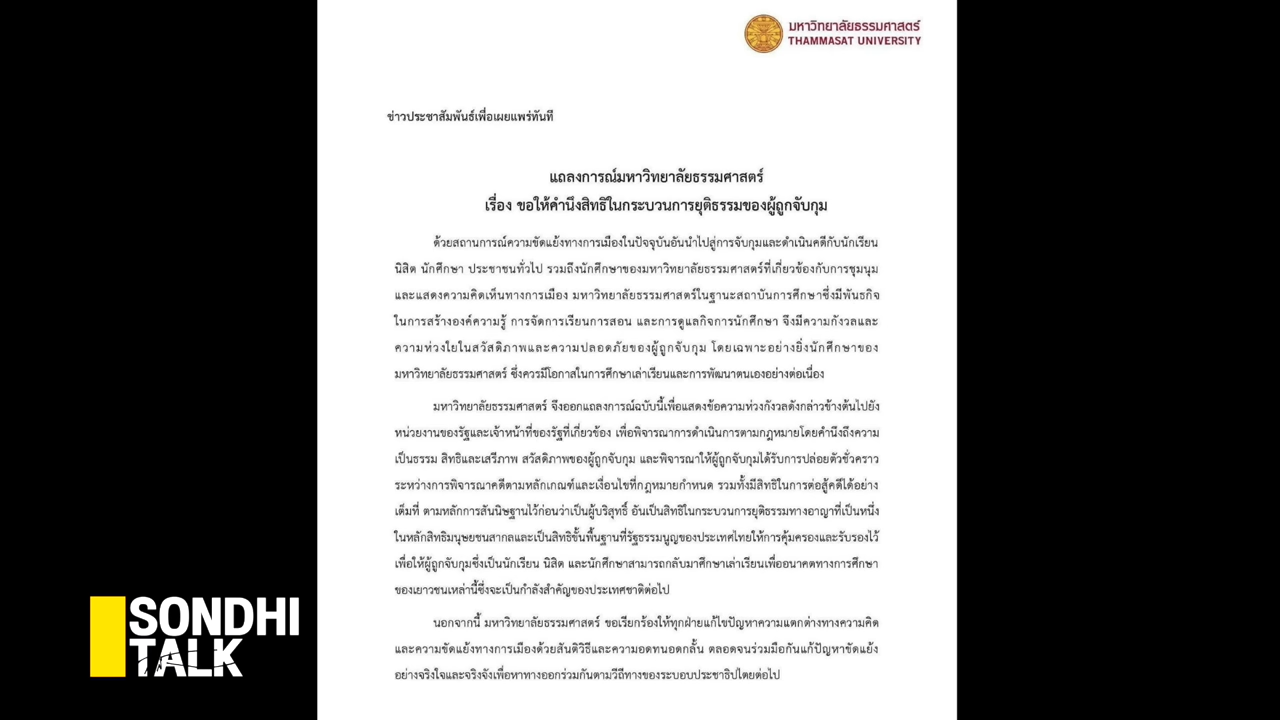 มหาวิทยาลัยธรรมศาสตร์
THAMMASAT UNIVERSITY
ข่าวประชาสัมพันธ์เพื่อเผยแพร่ทันที
แถลงการณ์มหาวิทยาลัยธรรมศาสตร์
เรื่อง ขอให้คำนึงสิทธิในกระบวนการยุติธรรมของผู้ถูกจับกุม
ด้วยสถานการณ์ความขัดแย้งทางการเมืองในปัจจุบันอันนำไปสู่การจับกุมและดำเนินคดีกับนักเรียน
นิสิต นักศึกษา ประชาชนทั่วไป รวมถึงนักศึกษาของมหาวิทยาลัยธรรมศาสตร์ที่เกี่ยวข้องกับการชุมนุม
และแสดงความคิดเห็นทางการเมือง มหาวิทยาลัยธรรมศาสตร์ในฐานะสถาบันการศึกษาซึ่งมีพันธกิจ
ในการสร้างองค์ความรู้ การจัดการเรียนการสอน และการดูแลกิจการนักศึกษา จึงมีความกังวลและ
ความห่วงใยในสวัสดิภาพและความปลอดภัยของผู้ถูกจับกุม โดยเฉพาะอย่างยิ่งนักศึกษาของ
มหาวิทยาลัยธรรมศาสตร์ ซึ่งควรมีโอกาสในการศึกษาเล่าเรียนและการพัฒนาตนเองอย่างต่อเนื่อง
มหาวิทยาลัยธรรมศาสตร์ จึงออกแถลงการณ์ฉบับนี้เพื่อแสดงข้อความห่วงกังวลดังกล่าวข้างต้นไปยัง
หน่วยงานของรัฐและเจ้าหน้าที่ของรัฐที่เกี่ยวข้อง เพื่อพิจารณาการดำเนินการตามกฎหมายโดยคำนึงถึงความ
เป็นธรรม สิทธิและเสรีภาพ สวัสดิภาพของผู้ถูกจับกุม และพิจารณาให้ผู้ถูกจับกุมได้รับการปล่อยตัวชั่วคราว
ระหว่างการพิจารณาคดีตามหลักเกณฑ์และเงื่อนไขที่กฎหมายกำหนด รวมทั้งมีสิทธิในการต่อสู้คดีได้อย่าง
เต็มที่ ตามหลักการสันนิษฐานไว้ก่อนว่าเป็นผู้บริสุทธิ์ อันเป็นสิทธิในกระบวนการยุติธรรมทางอาญาที่เป็นหนึ่ง
ในหลักสิทธิมนุษยชนสากลและเป็นสิทธิขั้นพื้นฐานที่รัฐธรรมนูญของประเทศไทยให้การคุ้มครองและรับรองไว้
เพื่อให้ผู้ถูกจับกุมซึ่งเป็นนักเรียน นิสิต และนักศึกษาสามารถกลับมาศึกษาเล่าเรียนเพื่ออนาคตทางการศึกษา
ของเยาวชนเหล่านี้ซึ่งจะเป็นกำลังสำคัญของประเทศชาติต่อไป
นอกจากนี้ มหาวิทยาลัยธรรมศาสตร์ ขอเรียกร้องให้ทุกฝ่ายแก้ไขปัญหาความแตกต่างทางความคิด
และความขัดแย้งทางการเมืองด้วยสันติวิธีและความอดทนอดกลั้น ตลอดจนร่วมมือกันแก้ปัญหาขัดแย้ง
อย่างจริงใจและจริงจังเพื่อหาทางออกร่วมกันตามวิถีทางของระบอบประชาธิปไตยต่อไป
SONDHI
TALK